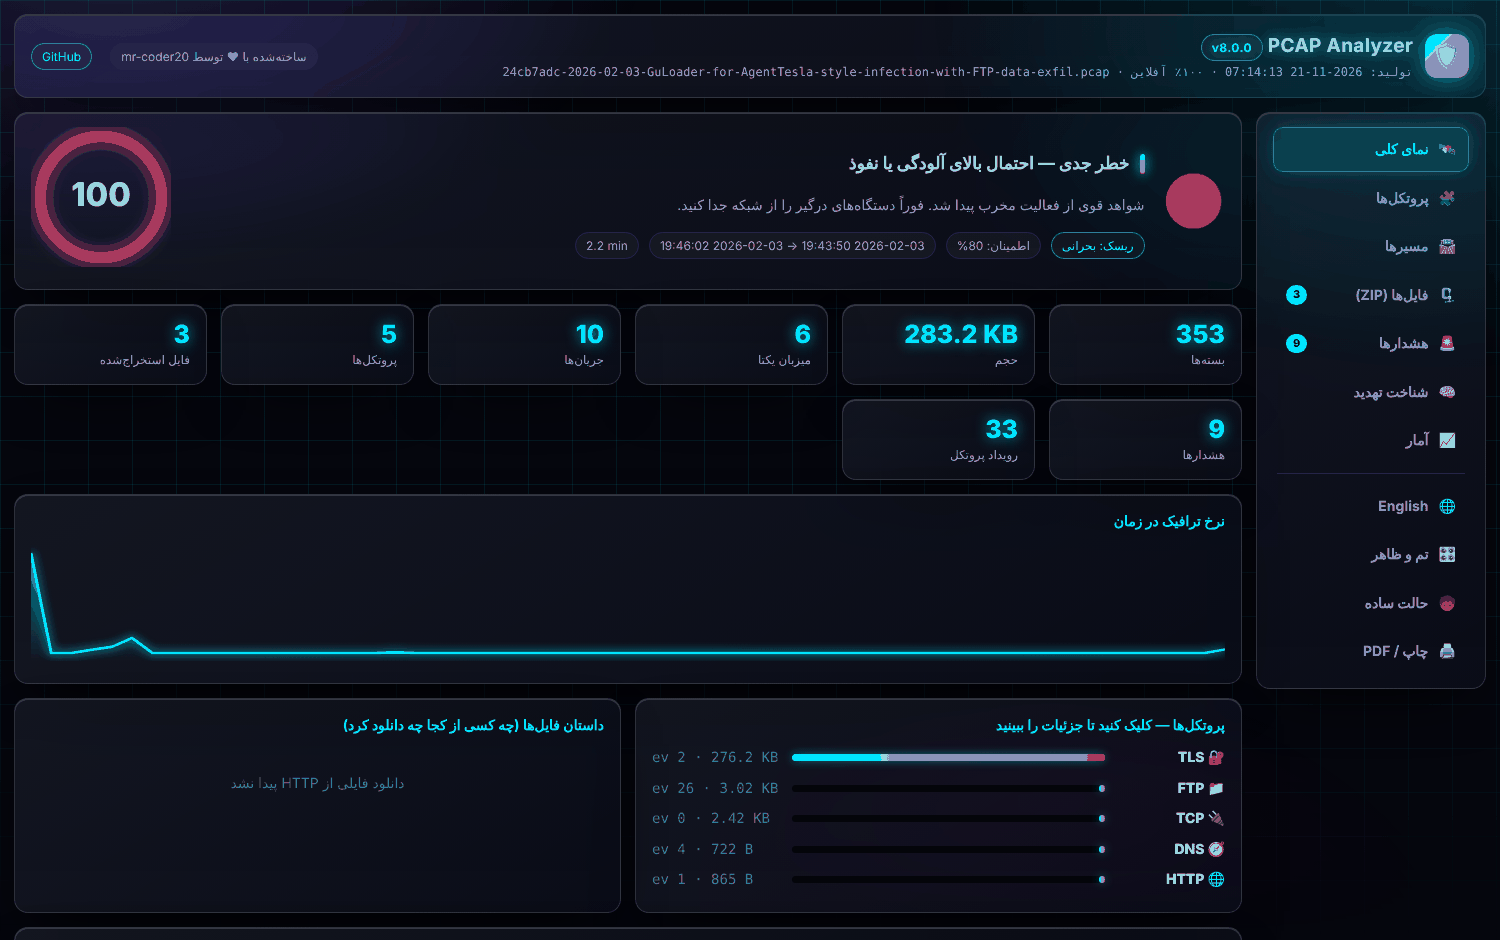 PCAP Analyzer v8.0.0
تولید: 2026-11-21 07:14:13 · ۱۰۰٪ آفلاین · 24cb7adc-2026-02-03-GuLoader-for-AgentTesla-style-infection-with-FTP-data-exfil.pcap
ساخته‌شده با ♥ توسط mr-coder20
GitHub
نمای کلی
پروتکل‌ها
مسیرها
فایل‌ها (ZIP) 3
هشدارها 9
شناخت تهدید
آمار
English
تم و ظاهر
حالت ساده
چاپ / PDF
خطر جدی — احتمال بالای آلودگی یا نفوذ
شواهد قوی از فعالیت مخرب پیدا شد. فوراً دستگاه‌های درگیر را از شبکه جدا کنید.
ریسک: بحرانی
اطمینان: 80%
2026-02-03 19:43:50 → 2026-02-03 19:46:02
2.2 min
100
353
بسته‌ها
283.2 KB
حجم
6
میزبان یکتا
10
جریان‌ها
5
پروتکل‌ها
3
فایل استخراج‌شده
9
هشدارها
33
رویداد پروتکل
نرخ ترافیک در زمان
پروتکل‌ها — کلیک کنید تا جزئیات را ببینید
TLS 276.2 KB · 2 ev
FTP 3.02 KB · 26 ev
TCP 2.42 KB · 0 ev
DNS 722 B · 4 ev
HTTP 865 B · 1 ev
داستان فایل‌ها (چه کسی از کجا چه دانلود کرد)
دانلود فایلی از HTTP پیدا نشد